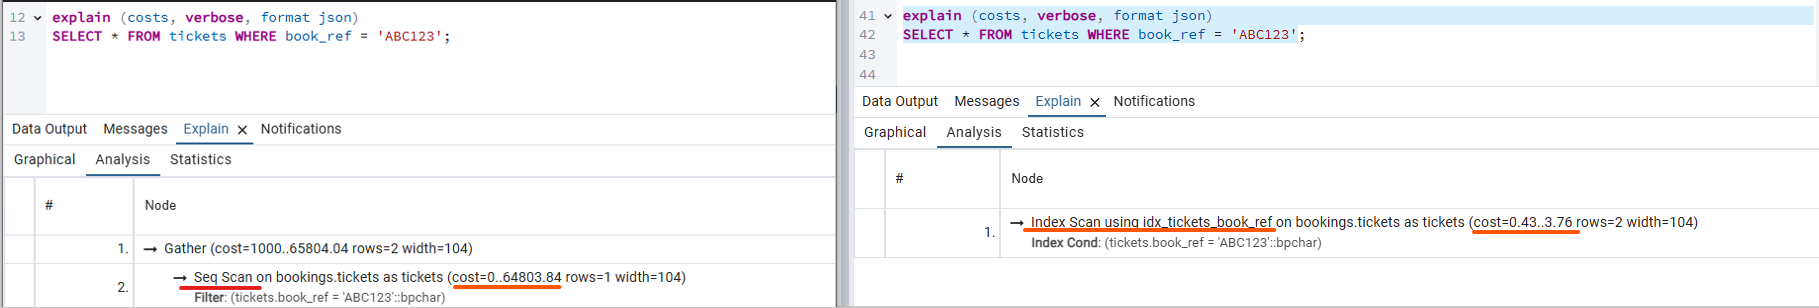 12 explain (costs, verbose, format json)
13 SELECT * FROM tickets WHERE book_ref = 'ABC123';
Data Output Messages Explain × Notifications
Graphical Analysis Statistics
# Node
1. → Gather (cost=1000..65804.04 rows=2 width=104)
2. → Seq Scan on bookings.tickets as tickets (cost=0..64803.84 rows=1 width=104)
Filter: (tickets.book_ref = 'ABC123'::bpchar)
41 explain (costs, verbose, format json)
42 SELECT * FROM tickets WHERE book_ref = 'ABC123';
43
44
Data Output Messages Explain × Notifications
Graphical Analysis Statistics
# Node
1. → Index Scan using idx_tickets_book_ref on bookings.tickets as tickets (cost=0.43..3.76 rows=2 width=104)
Index Cond: (tickets.book_ref = 'ABC123'::bpchar)